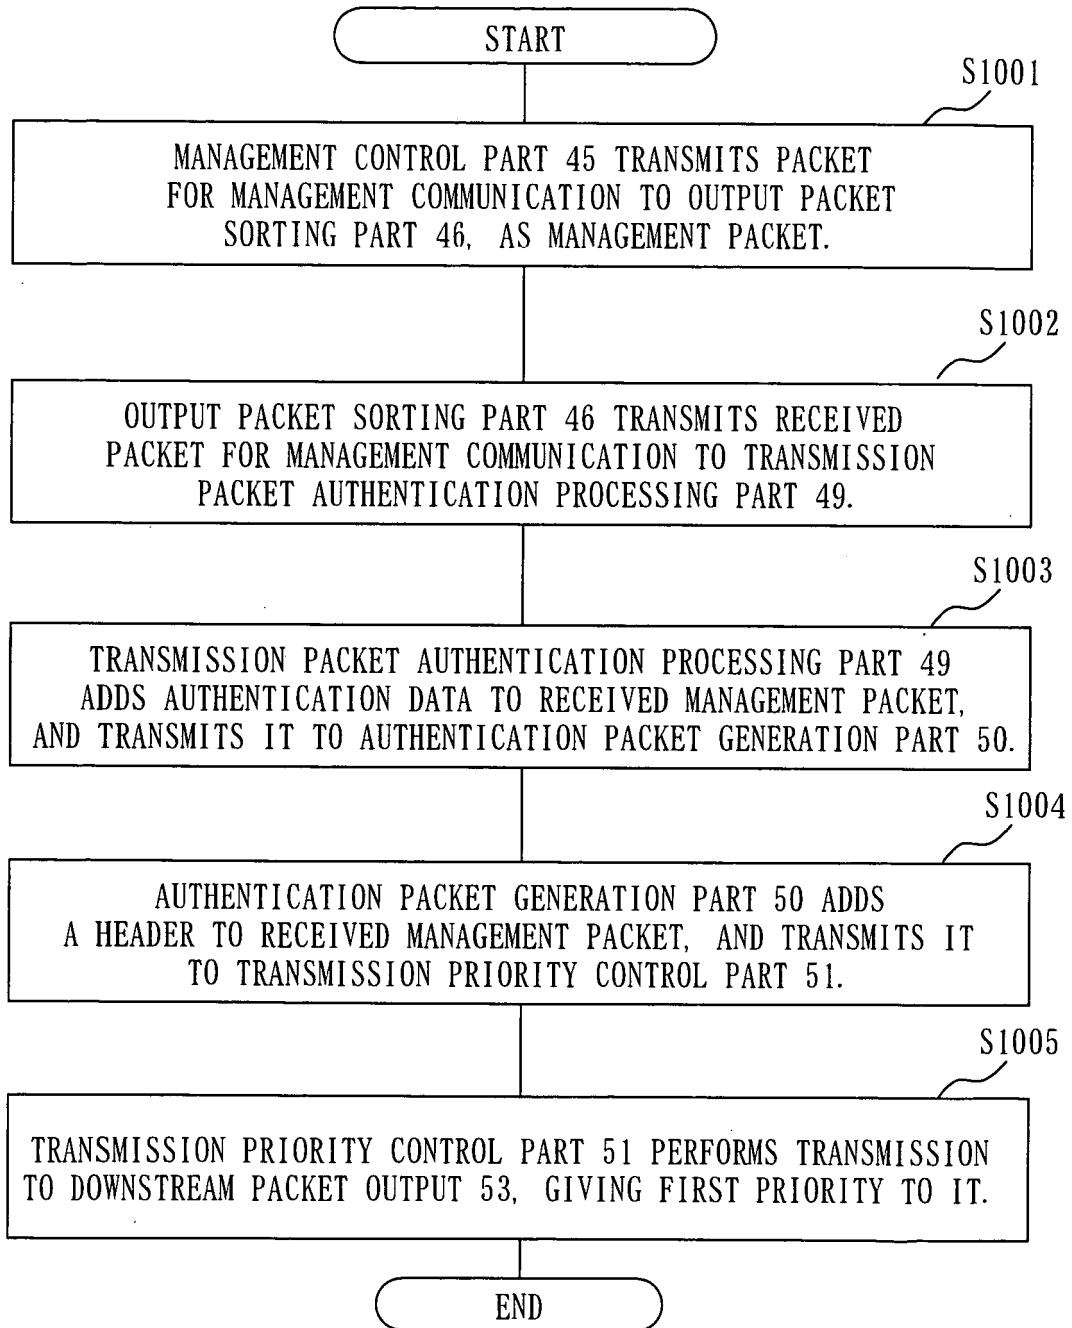 START
S1001
MANAGEMENT CONTROL PART 45 TRANSMITS PACKET
FOR MANAGEMENT COMMUNICATION TO OUTPUT PACKET
SORTING PART 46, AS MANAGEMENT PACKET.
S1002
OUTPUT PACKET SORTING PART 46 TRANSMITS RECEIVED
PACKET FOR MANAGEMENT COMMUNICATION TO TRANSMISSION
PACKET AUTHENTICATION PROCESSING PART 49.
S1003
TRANSMISSION PACKET AUTHENTICATION PROCESSING PART 49
ADDS AUTHENTICATION DATA TO RECEIVED MANAGEMENT PACKET,
AND TRANSMITS IT TO AUTHENTICATION PACKET GENERATION PART 50.
S1004
AUTHENTICATION PACKET GENERATION PART 50 ADDS
A HEADER TO RECEIVED MANAGEMENT PACKET, AND TRANSMITS IT
TO TRANSMISSION PRIORITY CONTROL PART 51.
S1005
TRANSMISSION PRIORITY CONTROL PART 51 PERFORMS TRANSMISSION
TO DOWNSTREAM PACKET OUTPUT 53, GIVING FIRST PRIORITY TO IT.
END